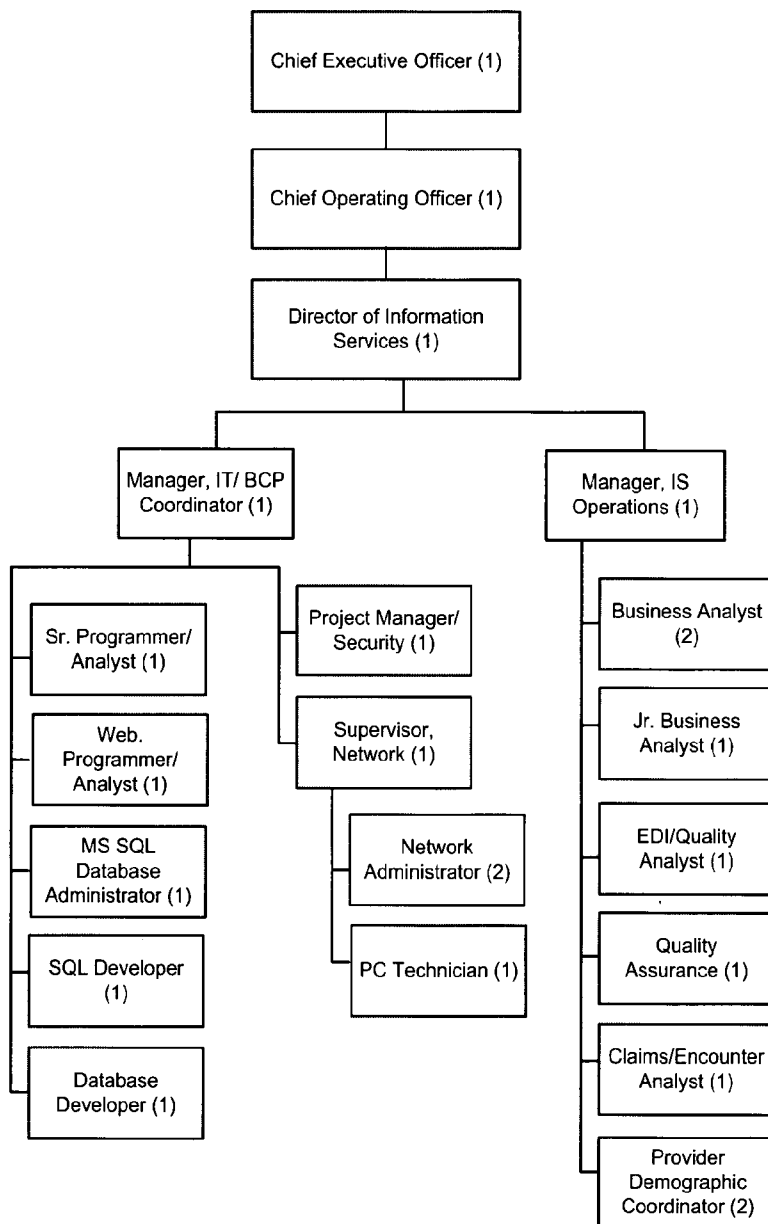 Chief Executive Officer (1)
Chief Operating Officer (1)
Director of Information
Services (1)
Manager, IT/ BCP
Coordinator (1)
Sr. Programmer/
Analyst (1)
Web.
Programmer/
Analyst (1)
MS SQL
Database
Administrator (1)
SQL Developer
(1)
Database
Developer (1)
Project Manager/
Security (1)
Supervisor,
Network (1)
Network
Administrator (2)
PC Technician (1)
Manager, IS
Operations (1)
Business Analyst
(2)
Jr. Business
Analyst (1)
EDI/Quality
Analyst (1)
Quality
Assurance (1)
Claims/Encounter
Analyst (1)
Provider
Demographic
Coordinator (2)